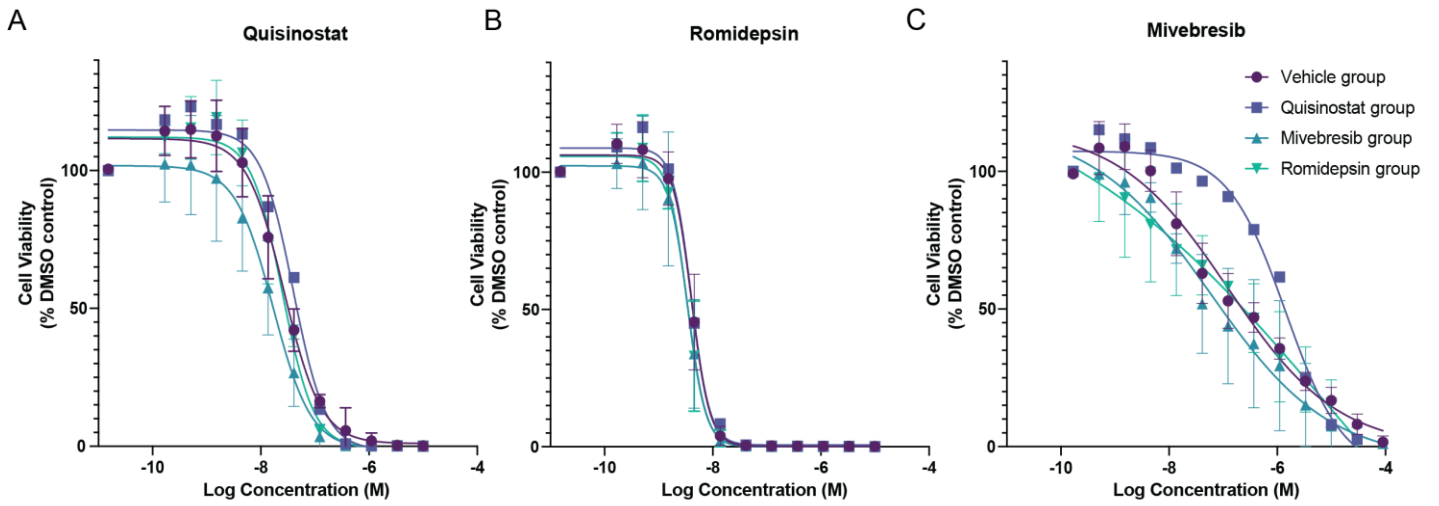 A
Quisinostat
Cell Viability
(% DMSO control)
100
50
0
-10
-8
-6
-4
Log Concentration (M)
B
Romidepsin
Cell Viability
(% DMSO control)
100
50
0
-10
-8
-6
-4
Log Concentration (M)
C
Mivebresib
Cell Viability
(% DMSO control)
100
50
0
-10
-8
-6
-4
Log Concentration (M)
Vehicle group
Quisinostat group
Mivebresib group
Romidepsin group